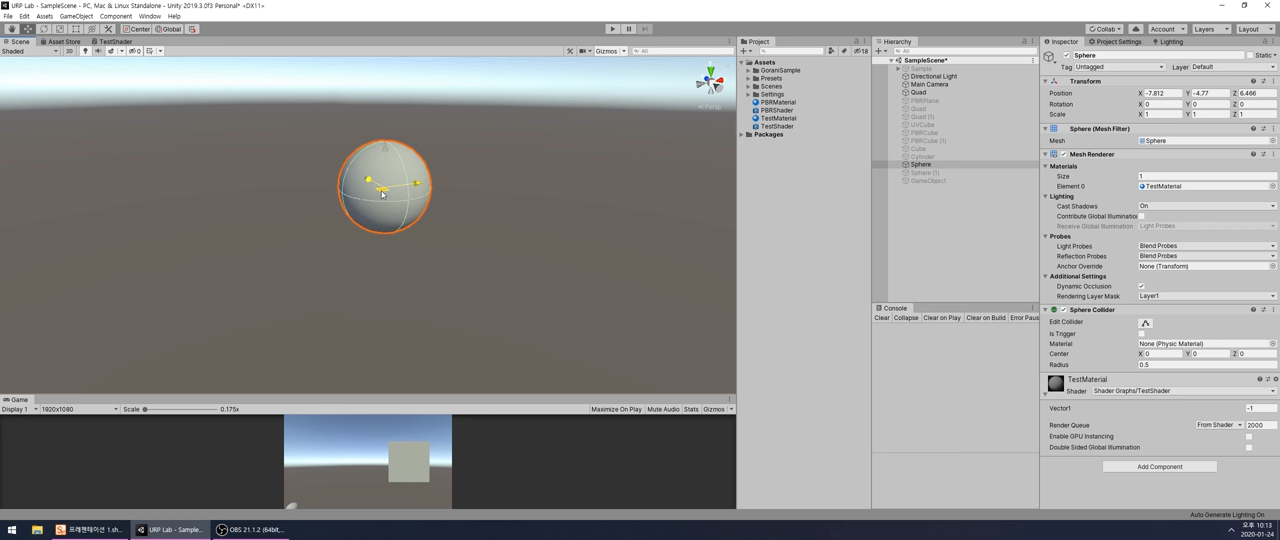 URP Lab - SampleScene - PC, Mac & Linux Standalone - Unity 2019.3.0f3 Personal* <DX11>
File Edit Assets GameObject Component Window Help
Center Global
Collab Account Layers Layout
Scene Asset Store TestShader
Shaded 2D 0 Gizmos All
Persp
Game
Display 1 1920x1080 Scale 0.175x Maximize On Play Mute Audio Stats Gizmos
Project
18
Assets
GoraniSample
Presets
Scenes
Settings
PBRMaterial
PBRShader
TestMaterial
TestShader
Packages
Hierarchy
All
SampleScene*
Sample
Directional Light
Main Camera
Quad
PBRPlane
Quad
Quad (1)
UVCube
PBRCube
PBRCube (1)
Cube
Cylinder
Sphere
Sphere (1)
GameObject
Console
Clear Collapse Clear on Play Clear on Build Error Paus
Inspector Project Settings Lighting
Sphere Static
Tag Untagged Layer Default
Transform
Position X -7.812 Y -4.77 Z 6.466
Rotation X 0 Y 0 Z 0
Scale X 1 Y 1 Z 1
Sphere (Mesh Filter)
Mesh Sphere
Mesh Renderer
Materials
Size 1
Element 0 TestMaterial
Lighting
Cast Shadows On
Contribute Global Illumination
Receive Global Illumination Light Probes
Probes
Light Probes Blend Probes
Reflection Probes Blend Probes
Anchor Override None (Transform)
Additional Settings
Dynamic Occlusion
Rendering Layer Mask Layer1
Sphere Collider
Edit Collider
Is Trigger
Material None (Physic Material)
Center X 0 Y 0 Z 0
Radius 0.5
TestMaterial
Shader Shader Graphs/TestShader
Vector1 -1
Render Queue From Shader 2000
Enable GPU Instancing
Double Sided Global Illumination
Add Component
Auto Generate Lighting On
프레젠테이션 1.sh... URP Lab - Sample... OBS 21.1.2 (64bit,...
오후 10:13
2020-01-24